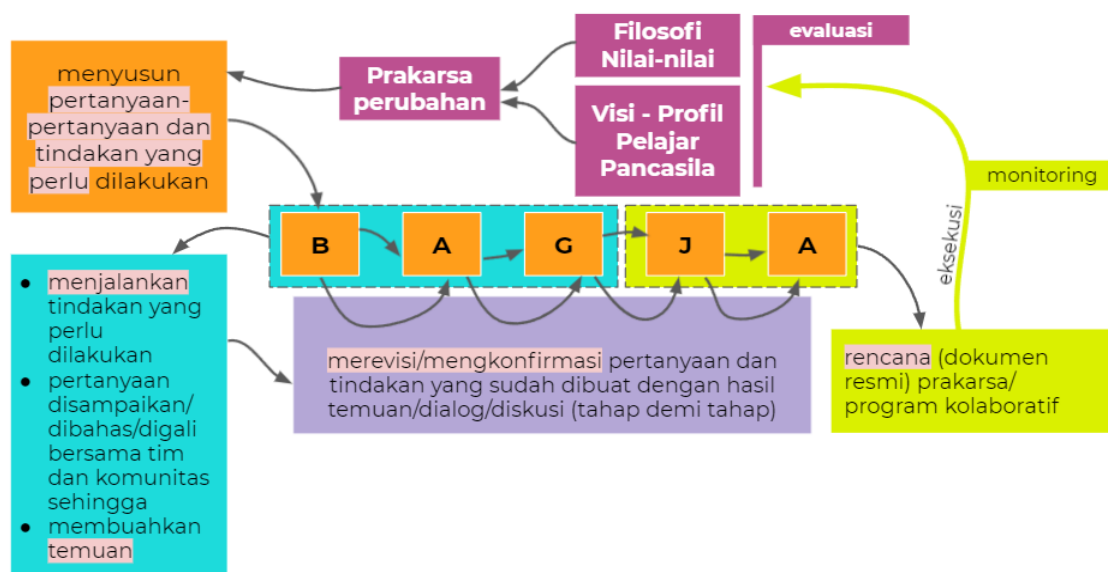 Filosofi
Nilai-nilai
evaluasi
Prakarsa
perubahan
Visi - Profil
Pelajar
Pancasila
menyusun
pertanyaan-
pertanyaan dan
tindakan yang
perlu dilakukan
monitoring
eksekusi
B
A
G
J
A
menjalankan
tindakan yang
perlu
dilakukan
pertanyaan
disampaikan/
dibahas/digali
bersama tim
dan komunitas
sehingga
membuahkan
temuan
merevisi/mengkonfirmasi pertanyaan dan
tindakan yang sudah dibuat dengan hasil
temuan/dialog/diskusi (tahap demi tahap)
rencana (dokumen
resmi) prakarsa/
program kolaboratif